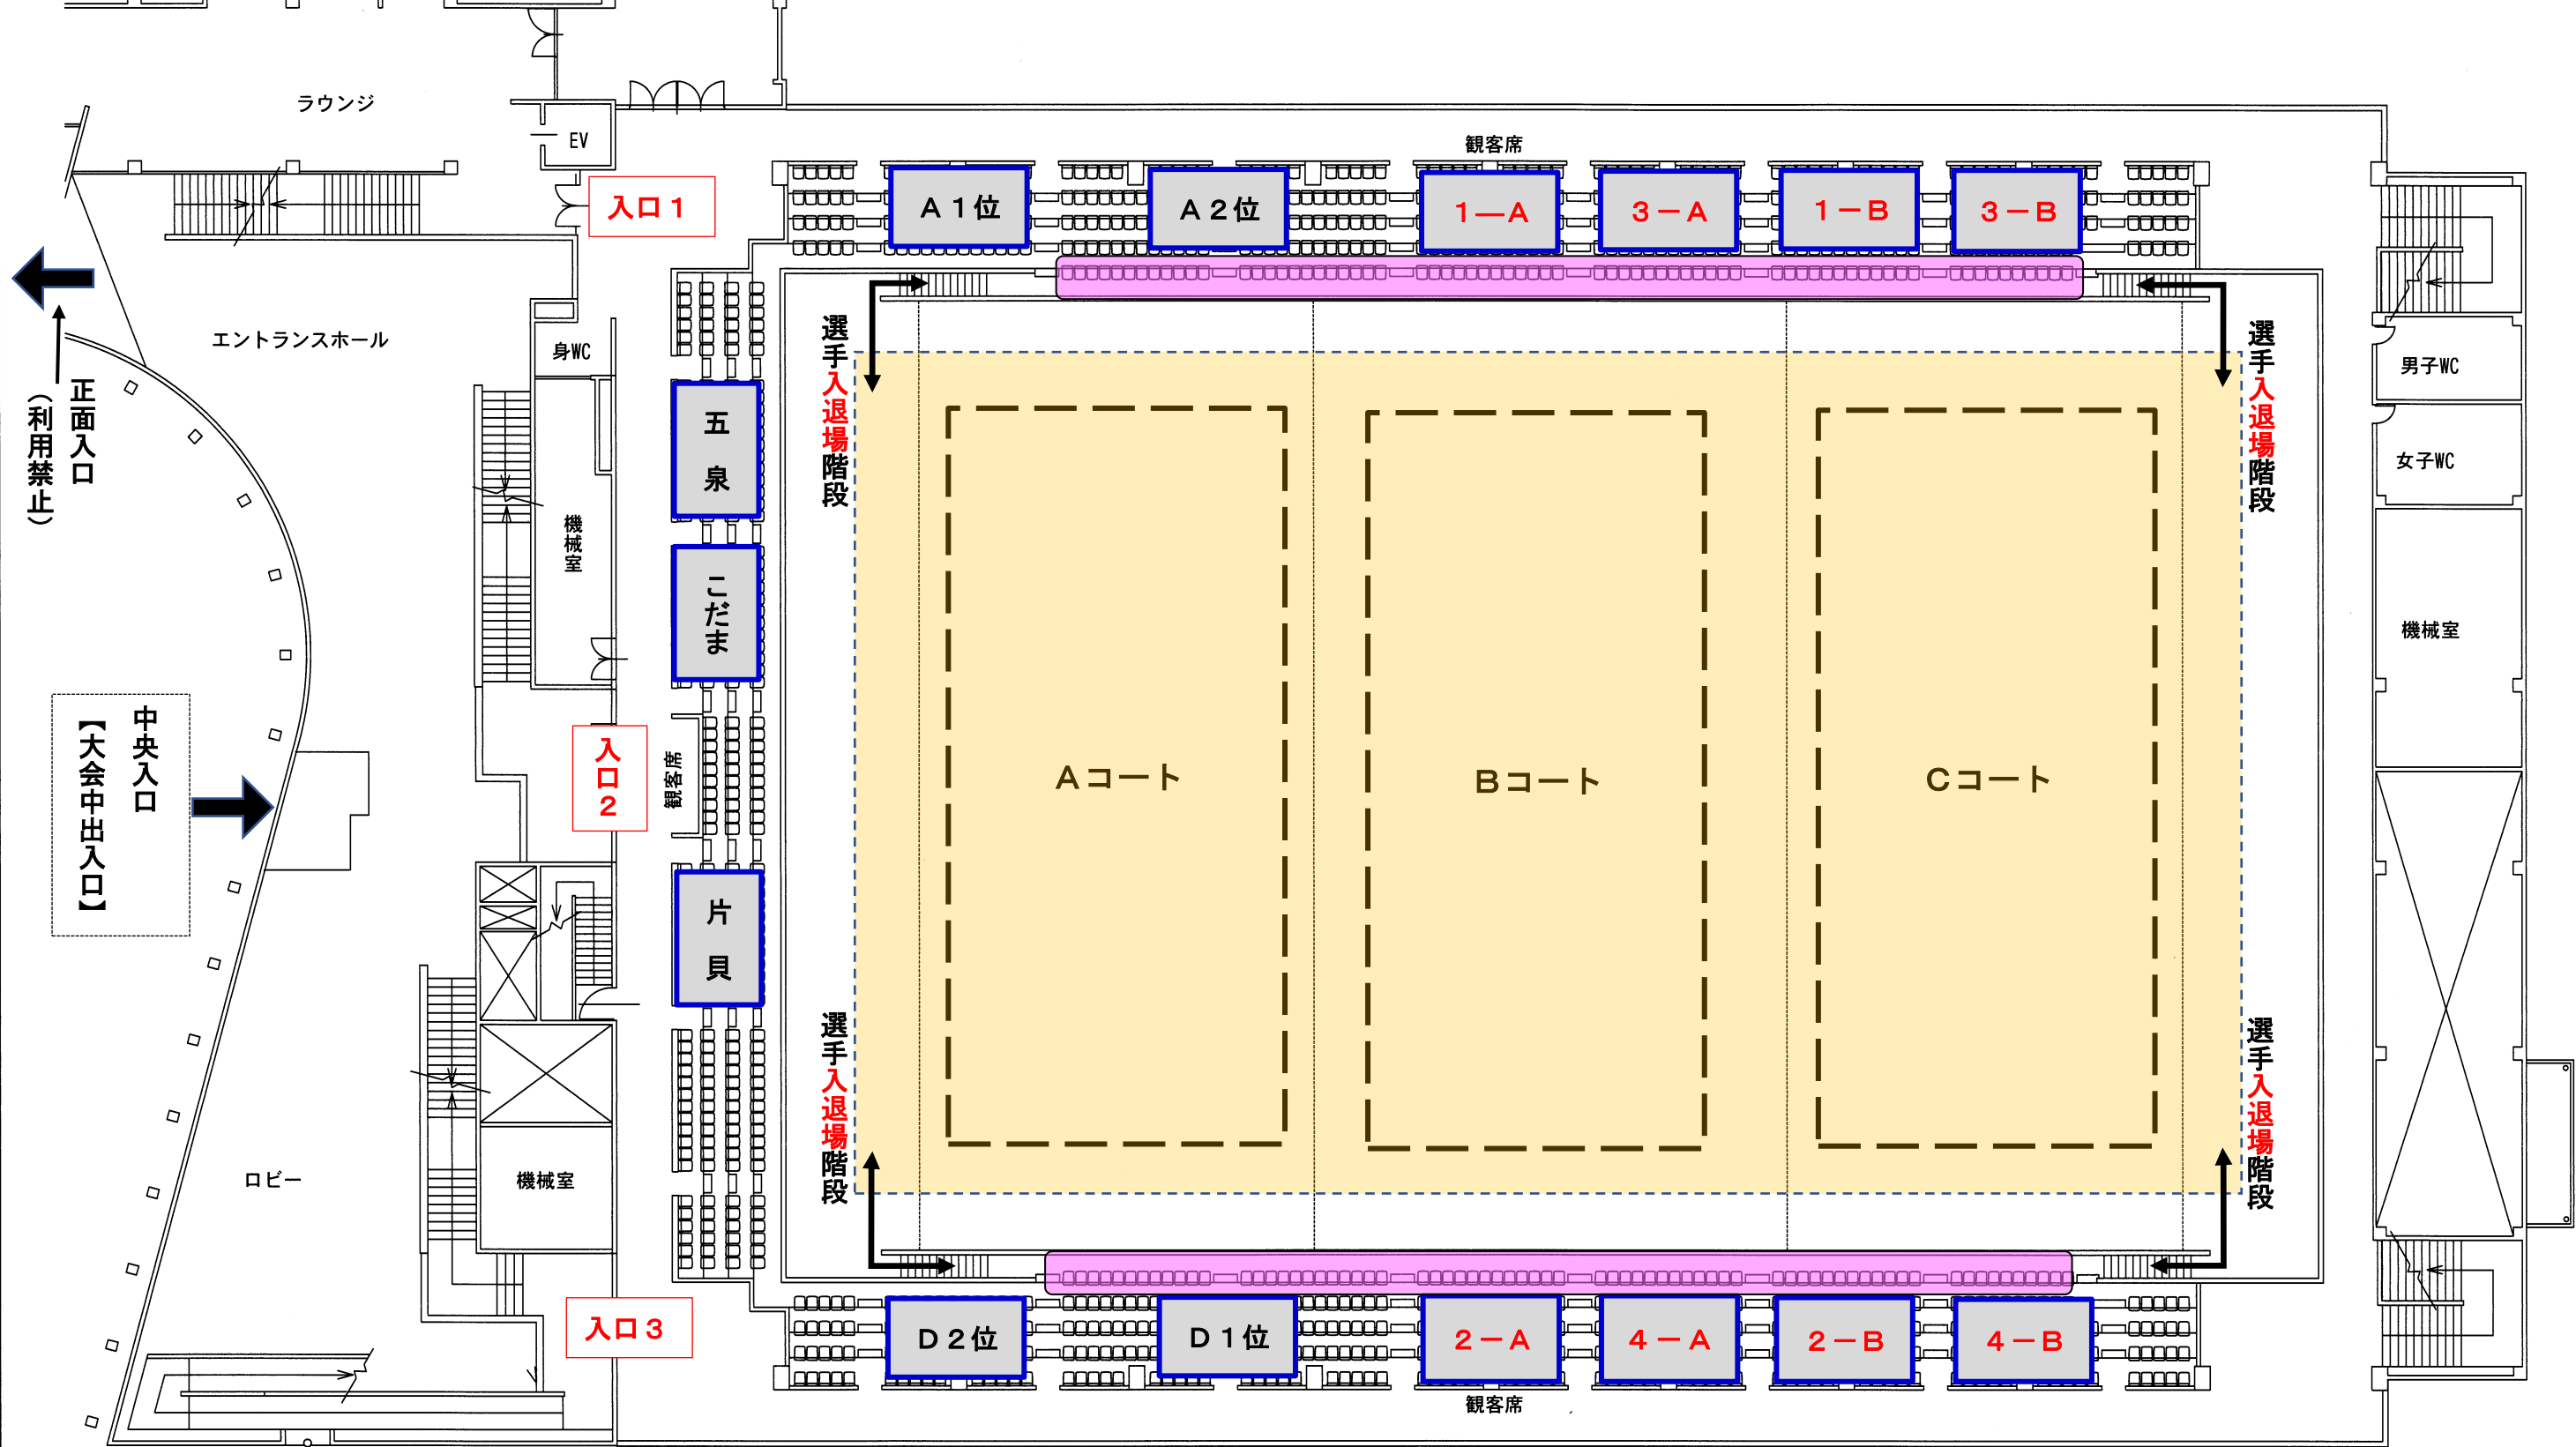 ラウンジ
EV
観客席
入口１
Ａ１位
Ａ２位
１―Ａ
３－Ａ
１－Ｂ
３－Ｂ
エントランスホール
身WC
正面入口
（利用禁止）
選手入退場階段
選手入退場階段
男子WC
女子WC
五泉
機械室
こだま
機械室
中央入口
【大会中出入口】
入口２
観客席
Ａコート
Ｂコート
Ｃコート
片貝
選手入退場階段
選手入退場階段
ロビー
機械室
入口３
Ｄ２位
Ｄ１位
２－Ａ
４－Ａ
２－Ｂ
４－Ｂ
観客席